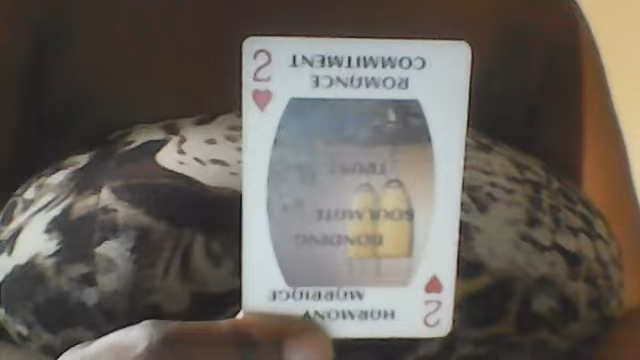 2
HARMONY
MARRIAGE
BONDING
SOULMATE
TRUST
ROMANCE
COMMITMENT
2